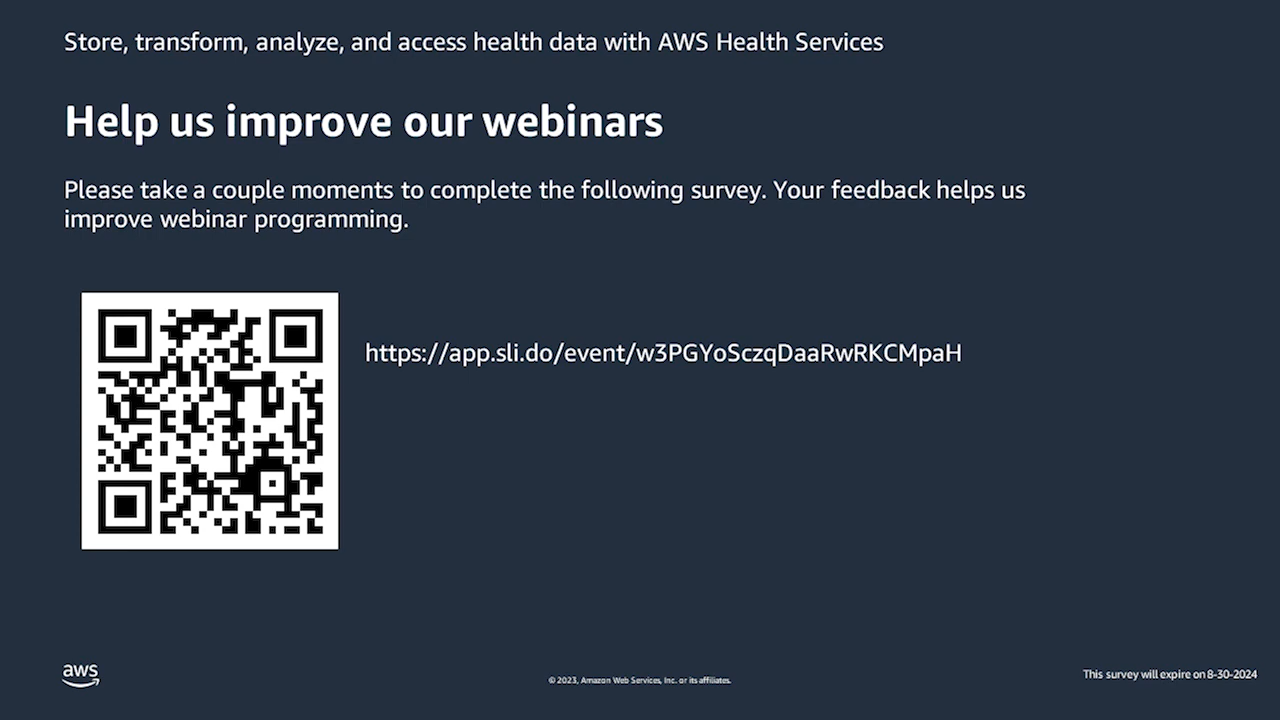 Store, transform, analyze, and access health data with AWS Health Services
Help us improve our webinars
Please take a couple moments to complete the following survey. Your feedback helps us
improve webinar programming.
https://app.sli.do/event/w3PGYoSczqDaaRwRKCMpaH
aws
© 2023, Amazon Web Services, Inc. or its affiliates.
This survey will expire on 8-30-2024